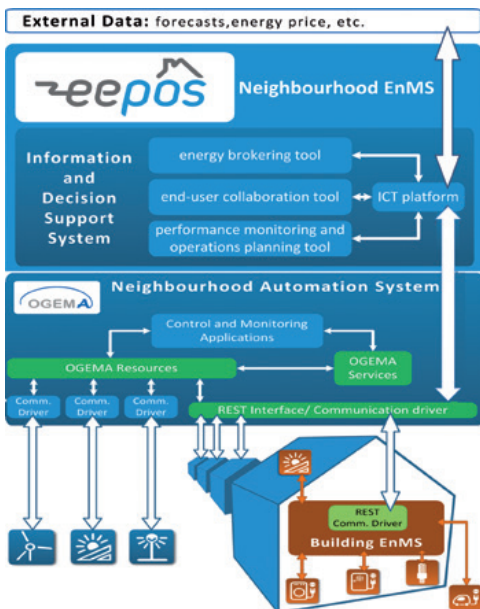 External Data: forecasts,energy price, etc.
eepos
Neighbourhood EnMS
Information
and
Decision
Support
System
energy brokering tool
end-user collaboration tool
performance monitoring and
operations planning tool
ICT platform
OGEMA
Neighbourhood Automation System
Control and Monitoring
Applications
OGEMA Resources
OGEMA
Services
Comm.
Driver
Comm.
Driver
Comm.
Driver
REST Interface/ Communication driver
REST
Comm. Driver
Building EnMS